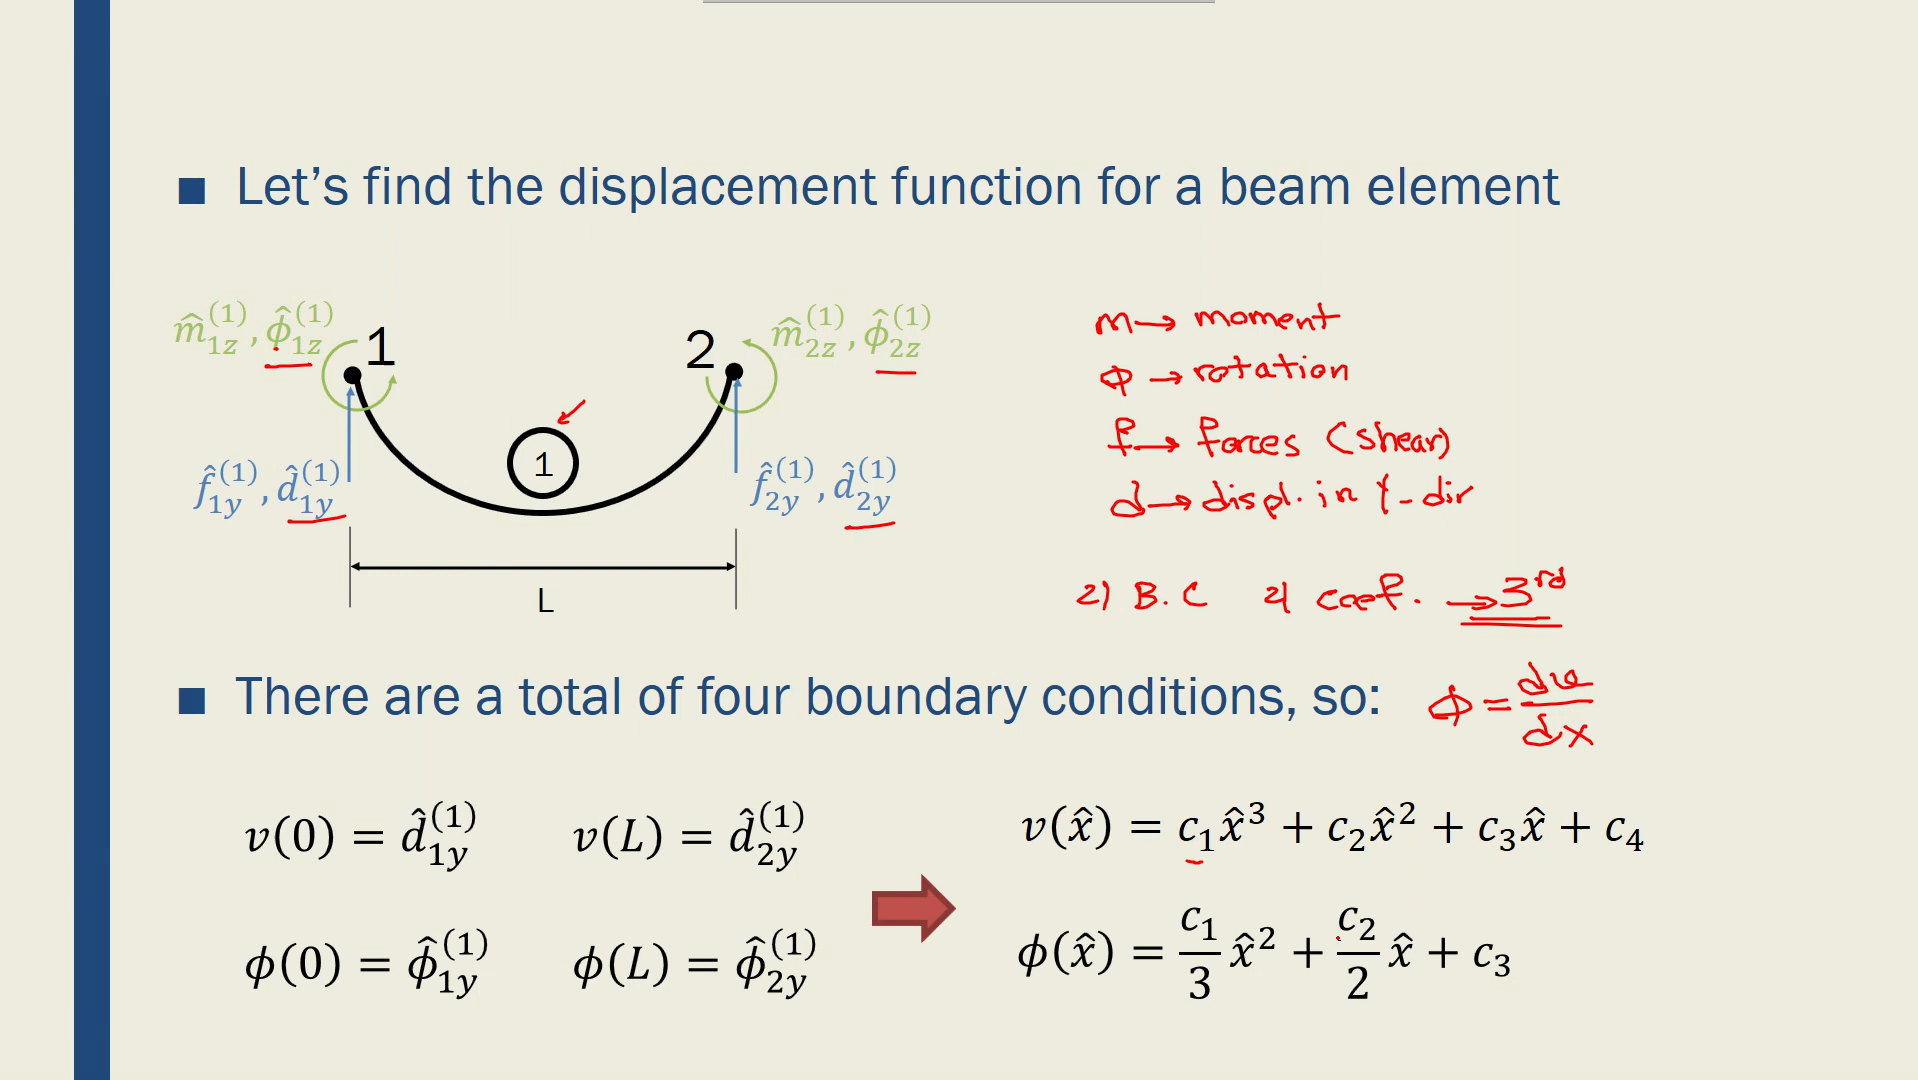 ■ Let’s find the displacement function for a beam element
m̂₁z⁽¹⁾, ϕ̂₁z⁽¹⁾ 1 2 m̂₂z⁽¹⁾, ϕ̂₂z⁽¹⁾
m → moment
ϕ → rotation
f → forces (shear)
d → displ. in Y-dir
f̂₁y⁽¹⁾, d̂₁y⁽¹⁾ 1 f̂₂y⁽¹⁾, d̂₂y⁽¹⁾
L
2) B.C coef. → 3rd
■ There are a total of four boundary conditions, so:
ϕ = dv/dx
v(0) = d̂₁y⁽¹⁾ v(L) = d̂₂y⁽¹⁾
v(x̂) = c₁x̂³ + c₂x̂² + c₃x̂ + c₄
ϕ(0) = ϕ̂₁y⁽¹⁾ ϕ(L) = ϕ̂₂y⁽¹⁾
ϕ(x̂) = c₁/3 x̂² + c₂/2 x̂ + c₃